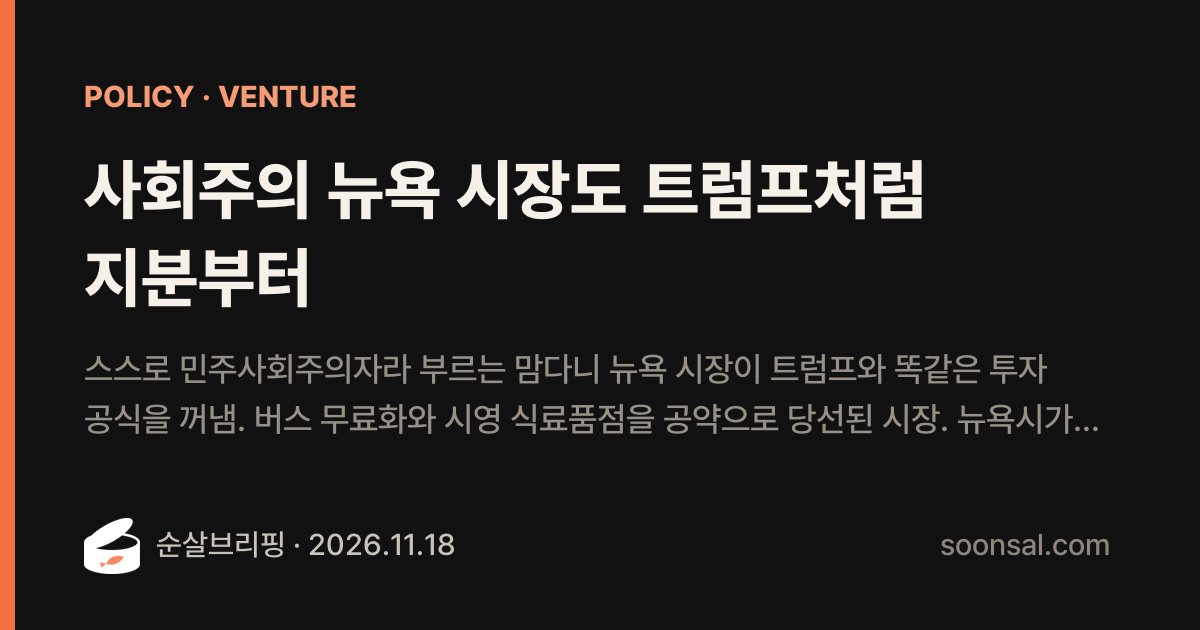 POLICY · VENTURE
사회주의 뉴욕 시장도 트럼프처럼
지분부터
스스로 민주사회주의자라 부르는 맘다니 뉴욕 시장이 트럼프와 똑같은 투자
공식을 꺼냄. 버스 무료화와 시영 식료품점을 공약으로 당선된 시장. 뉴욕시가...
순살브리핑 · 2026.11.18
soonsal.com